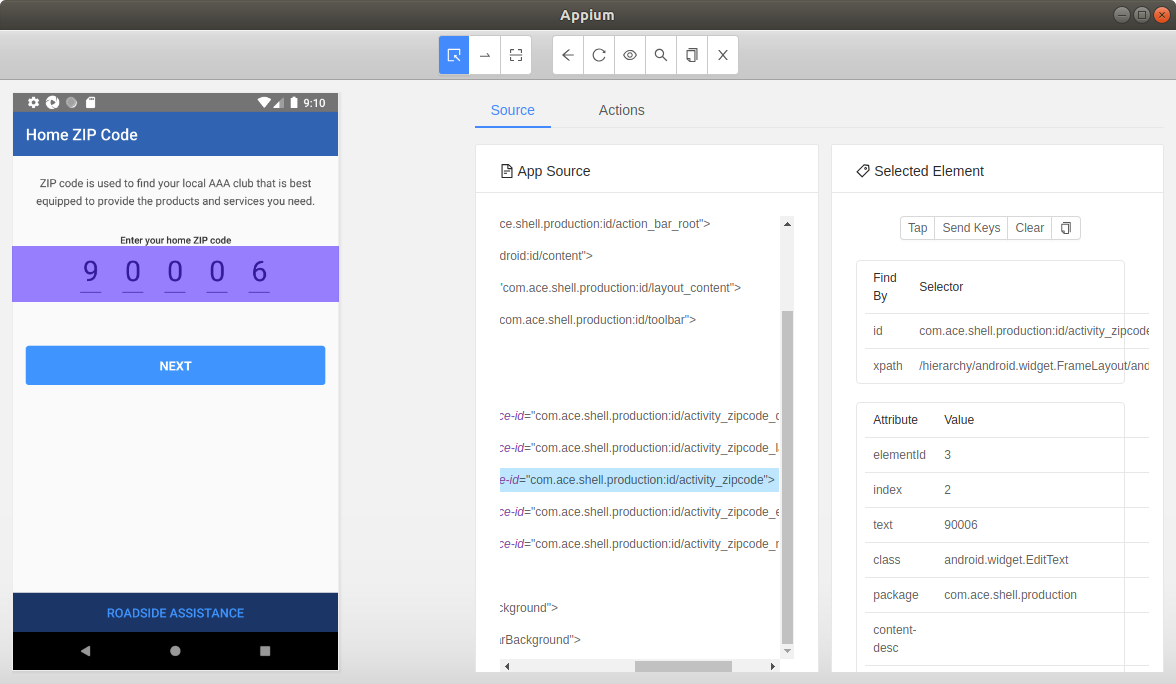 Appium
9:10
Home ZIP Code
ZIP code is used to find your local AAA club that is best
equipped to provide the products and services you need.
Enter your home ZIP code
9 0 0 0 6
NEXT
ROADSIDE ASSISTANCE
Source
Actions
App Source
ce.shell.production:id/action_bar_root">
droid:id/content">
"com.ace.shell.production:id/layout_content">
com.ace.shell.production:id/toolbar">
ce-id="com.ace.shell.production:id/activity_zipcode_
ce-id="com.ace.shell.production:id/activity_zipcode_
e-id="com.ace.shell.production:id/activity_zipcode">
ce-id="com.ace.shell.production:id/activity_zipcode_
ce-id="com.ace.shell.production:id/activity_zipcode_
ckground">
rBackground">
Selected Element
Tap
Send Keys
Clear
Find By Selector
id com.ace.shell.production:id/activity_zipcode
xpath /hierarchy/android.widget.FrameLayout/and
Attribute Value
elementId 3
index 2
text 90006
class android.widget.EditText
package com.ace.shell.production
content-
desc